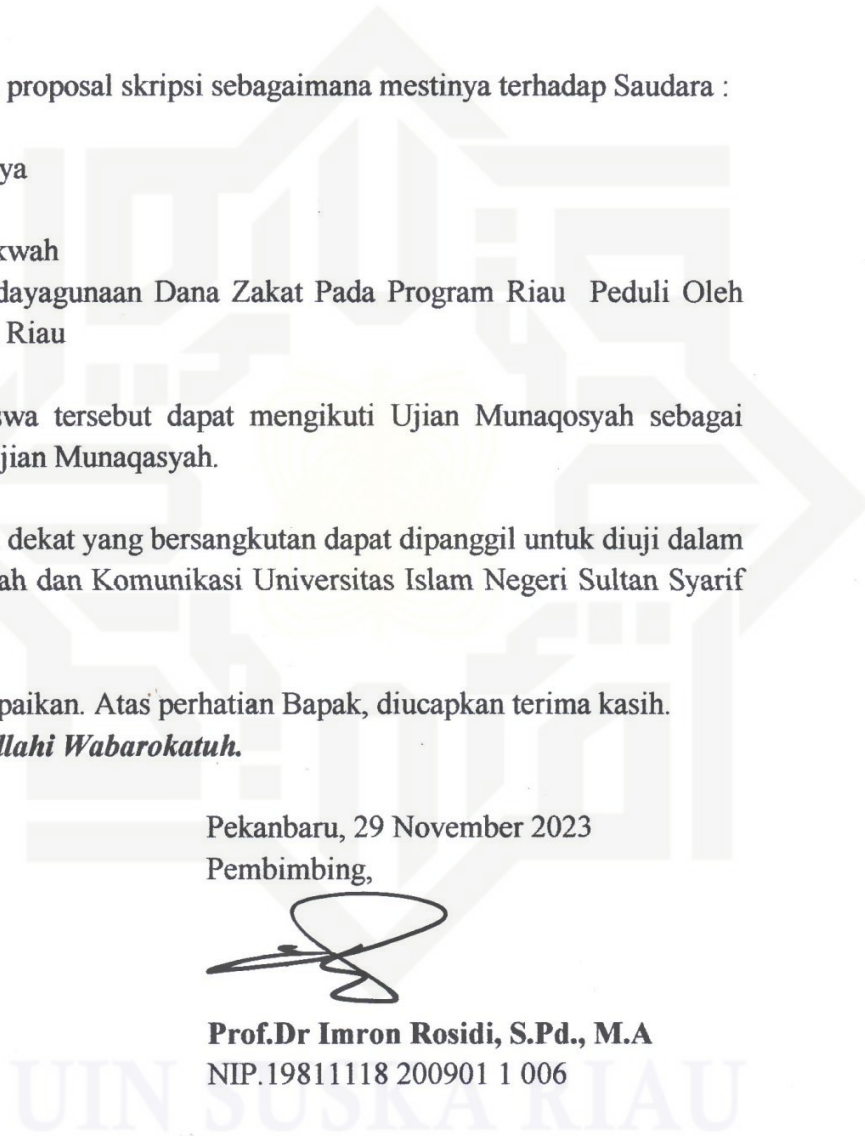 proposal skripsi sebagaimana mestinya terhadap Saudara :
ya
kwah
dayagunaan Dana Zakat Pada Program Riau Peduli Oleh
Riau
swa tersebut dapat mengikuti Ujian Munaqosyah sebagai
jian Munaqasyah.
dekat yang bersangkutan dapat dipanggil untuk diuji dalam
ah dan Komunikasi Universitas Islam Negeri Sultan Syarif
paikan. Atas perhatian Bapak, diucapkan terima kasih.
llahi Wabarokatuh.
Pekanbaru, 29 November 2023
Pembimbing,
Prof.Dr Imron Rosidi, S.Pd., M.A
NIP.19811118 200901 1 006
UIN SUSKA RIAU